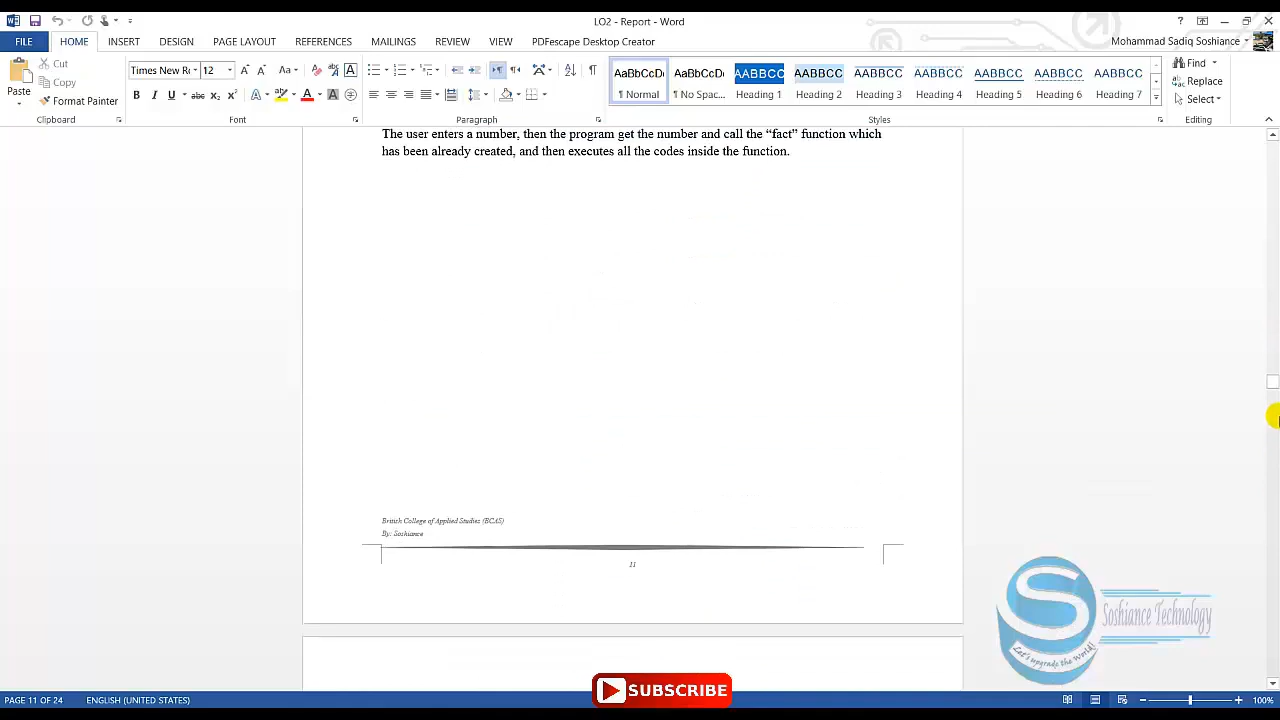 LO2 - Report - Word
FILE HOME INSERT DESIGN PAGE LAYOUT REFERENCES MAILINGS REVIEW VIEW PDFescape Desktop Creator
Mohammad Sadiq Soshiance
Paste
Cut
Copy
Format Painter
Clipboard
Times New R
12
Font
Paragraph
AaBbCcDc AaBbCcDc AABBCC AABBCC AABBCC AABBCC AABBCC AABBCC AABBCC
¶ Normal ¶ No Spac... Heading 1 Heading 2 Heading 3 Heading 4 Heading 5 Heading 6 Heading 7
Styles
Find
Replace
Select
Editing
The user enters a number, then the program get the number and call the “fact” function which
has been already created, and then executes all the codes inside the function.
British College of Applied Studies (BCAS)
By: Soshiance
11
Soshiance Technology
Let's upgrade the World!
SUBSCRIBE
PAGE 11 OF 24 ENGLISH (UNITED STATES)
100%